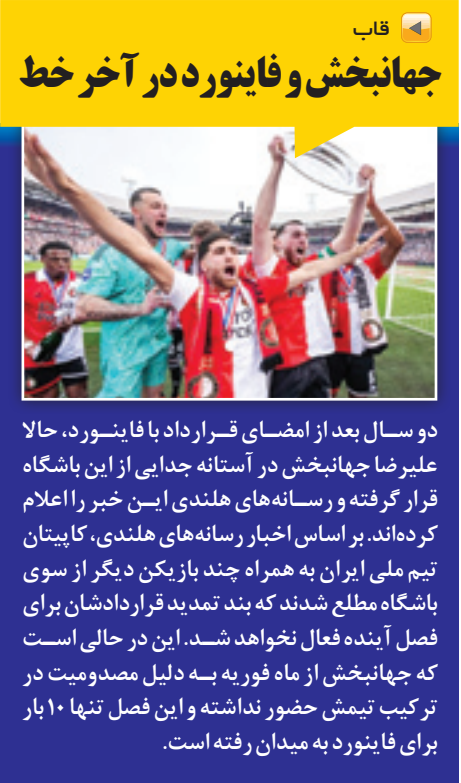 قاب
جهانبخش و فاینورد در آخر خط
دو سال بعد از امضای قرارداد با فاینورد، حالا
علیرضا جهانبخش در آستانه جدایی از این باشگاه
قرار گرفته و رسانه‌های هلندی این خبر را اعلام
کرده‌اند. بر اساس اخبار رسانه‌های هلندی، کاپیتان
تیم ملی ایران به همراه چند بازیکن دیگر از سوی
باشگاه مطلع شدند که بند تمدید قراردادشان برای
فصل آینده فعال نخواهد شد. این در حالی است
که جهانبخش از ماه فوریه به دلیل مصدومیت در
ترکیب تیمش حضور نداشته و این فصل تنها ۱۰ بار
برای فاینورد به میدان رفته است.